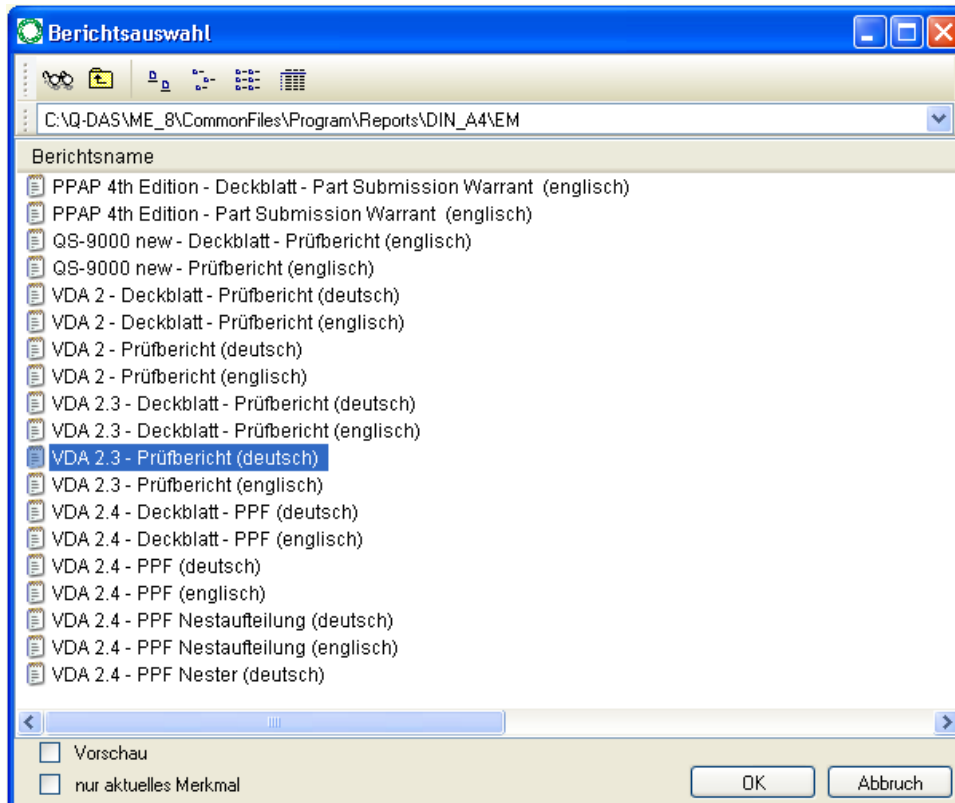 Berichtsauswahl
C:\Q-DAS\ME_8\CommonFiles\Program\Reports\DIN_A4\EM
Berichtsname
PPAP 4th Edition - Deckblatt - Part Submission Warrant (englisch)
PPAP 4th Edition - Part Submission Warrant (englisch)
QS-9000 new - Deckblatt - Prüfbericht (englisch)
QS-9000 new - Prüfbericht (englisch)
VDA 2 - Deckblatt - Prüfbericht (deutsch)
VDA 2 - Deckblatt - Prüfbericht (englisch)
VDA 2 - Prüfbericht (deutsch)
VDA 2 - Prüfbericht (englisch)
VDA 2.3 - Deckblatt - Prüfbericht (deutsch)
VDA 2.3 - Deckblatt - Prüfbericht (englisch)
VDA 2.3 - Prüfbericht (deutsch)
VDA 2.3 - Prüfbericht (englisch)
VDA 2.4 - Deckblatt - PPF (deutsch)
VDA 2.4 - Deckblatt - PPF (englisch)
VDA 2.4 - PPF (deutsch)
VDA 2.4 - PPF (englisch)
VDA 2.4 - PPF Nestaufteilung (deutsch)
VDA 2.4 - PPF Nestaufteilung (englisch)
VDA 2.4 - PPF Nester (deutsch)
Vorschau
nur aktuelles Merkmal
OK
Abbruch